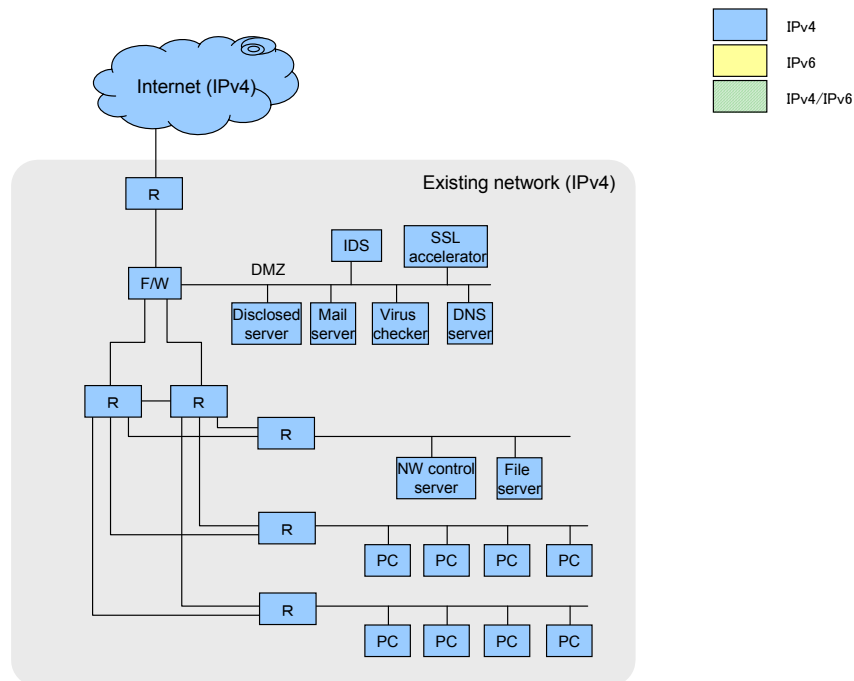 IPv4
IPv6
IPv4/IPv6
Internet (IPv4)
Existing network (IPv4)
R
IDS
SSL
accelerator
DMZ
F/W
Disclosed
server
Mail
server
Virus
checker
DNS
server
R
R
R
NW control
server
File
server
R
PC
PC
PC
PC
R
PC
PC
PC
PC